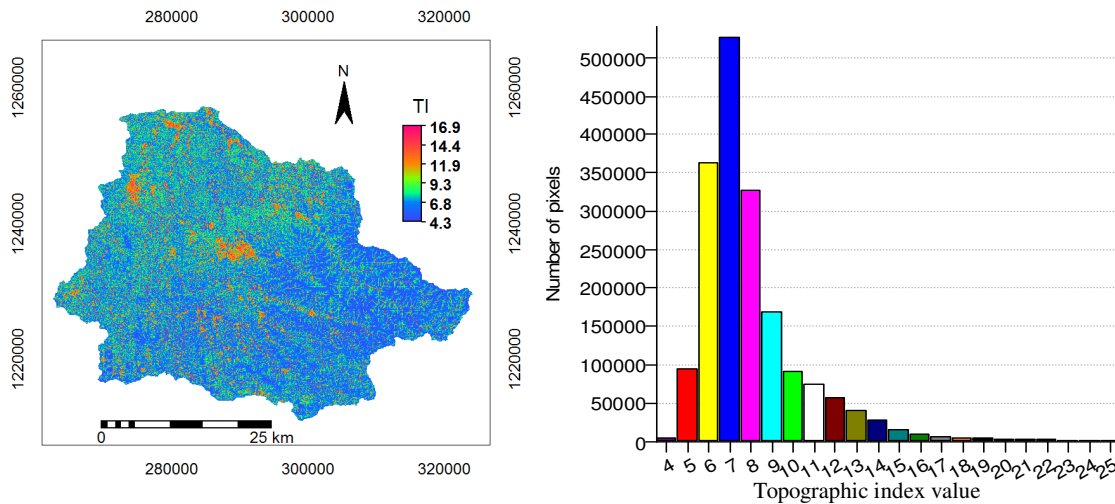 280000 300000 320000
1260000
1240000
1220000
N
TI
16.9
14.4
11.9
9.3
6.8
4.3
1260000
1240000
1220000
0 25 km
280000 300000 320000
Number of pixels
500000
450000
400000
350000
300000
250000
200000
150000
100000
50000
0
4 5 6 7 8 9 10 11 12 13 14 15 16 17 18 19 20 21 22 23 24 25
Topographic index value